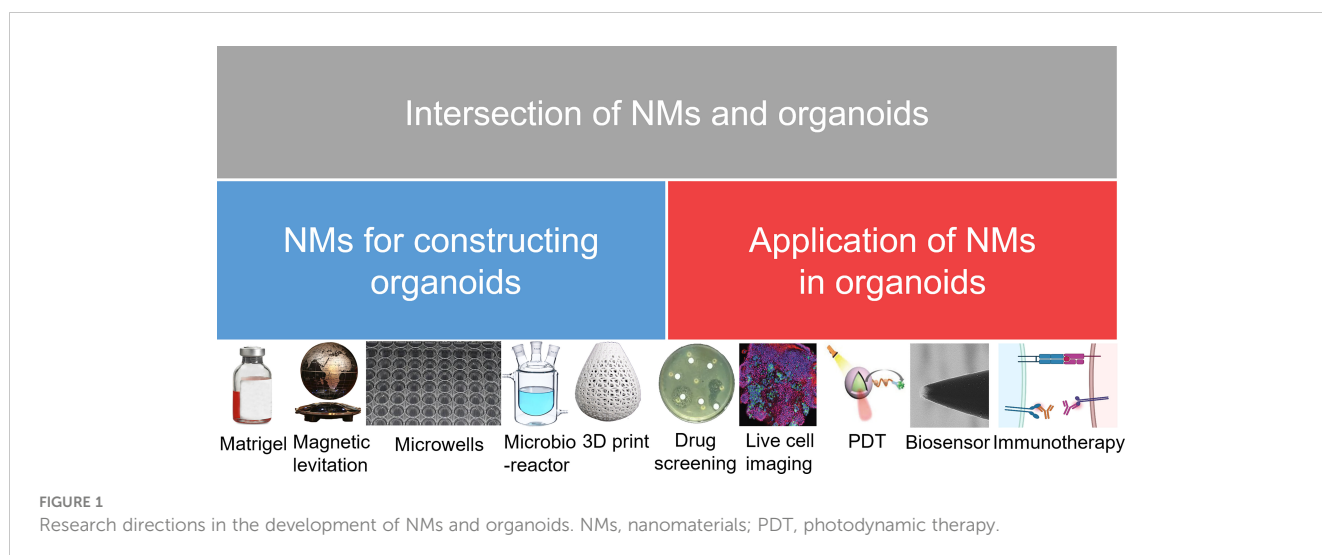 Intersection of NMs and organoids
NMs for constructing
organoids
Application of NMs
in organoids
Matrigel
Magnetic
levitation
Microwells
Microbio
-reactor
3D print
Drug
screening
Live cell
imaging
PDT
Biosensor
Immunotherapy
FIGURE 1
Research directions in the development of NMs and organoids. NMs, nanomaterials; PDT, photodynamic therapy.